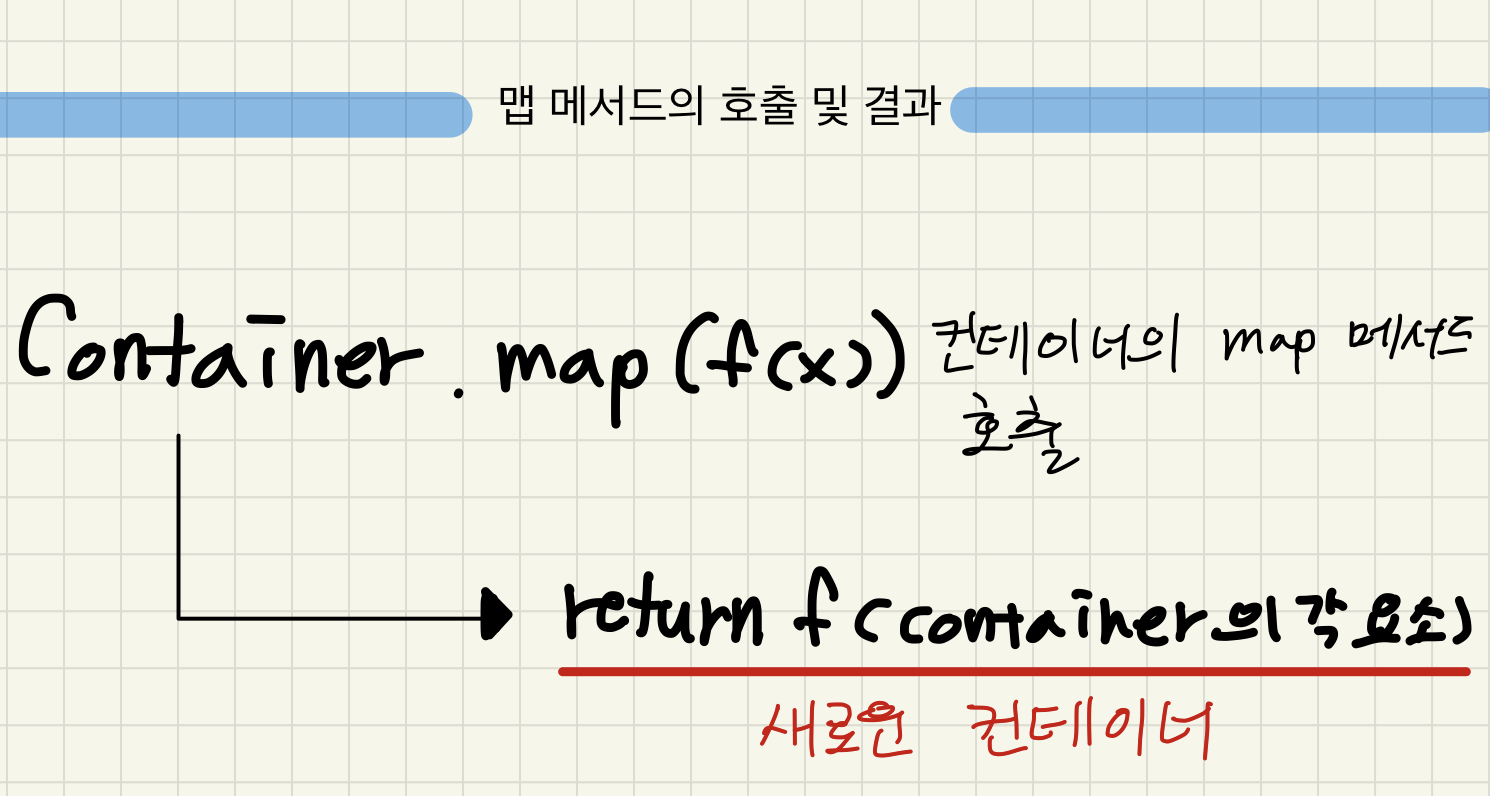 맵 메서드의 호출 및 결과
Container . map (f(x)) 컨테이너의 map 메서드
호출
return f (container의 각 요소)
새로운 컨테이너